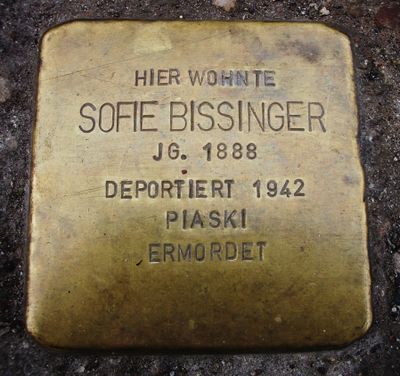 HIER WOHNTE
SOFIE BISSINGER
JG. 1888
DEPORTIERT 1942
PIASKI
ERMORDET